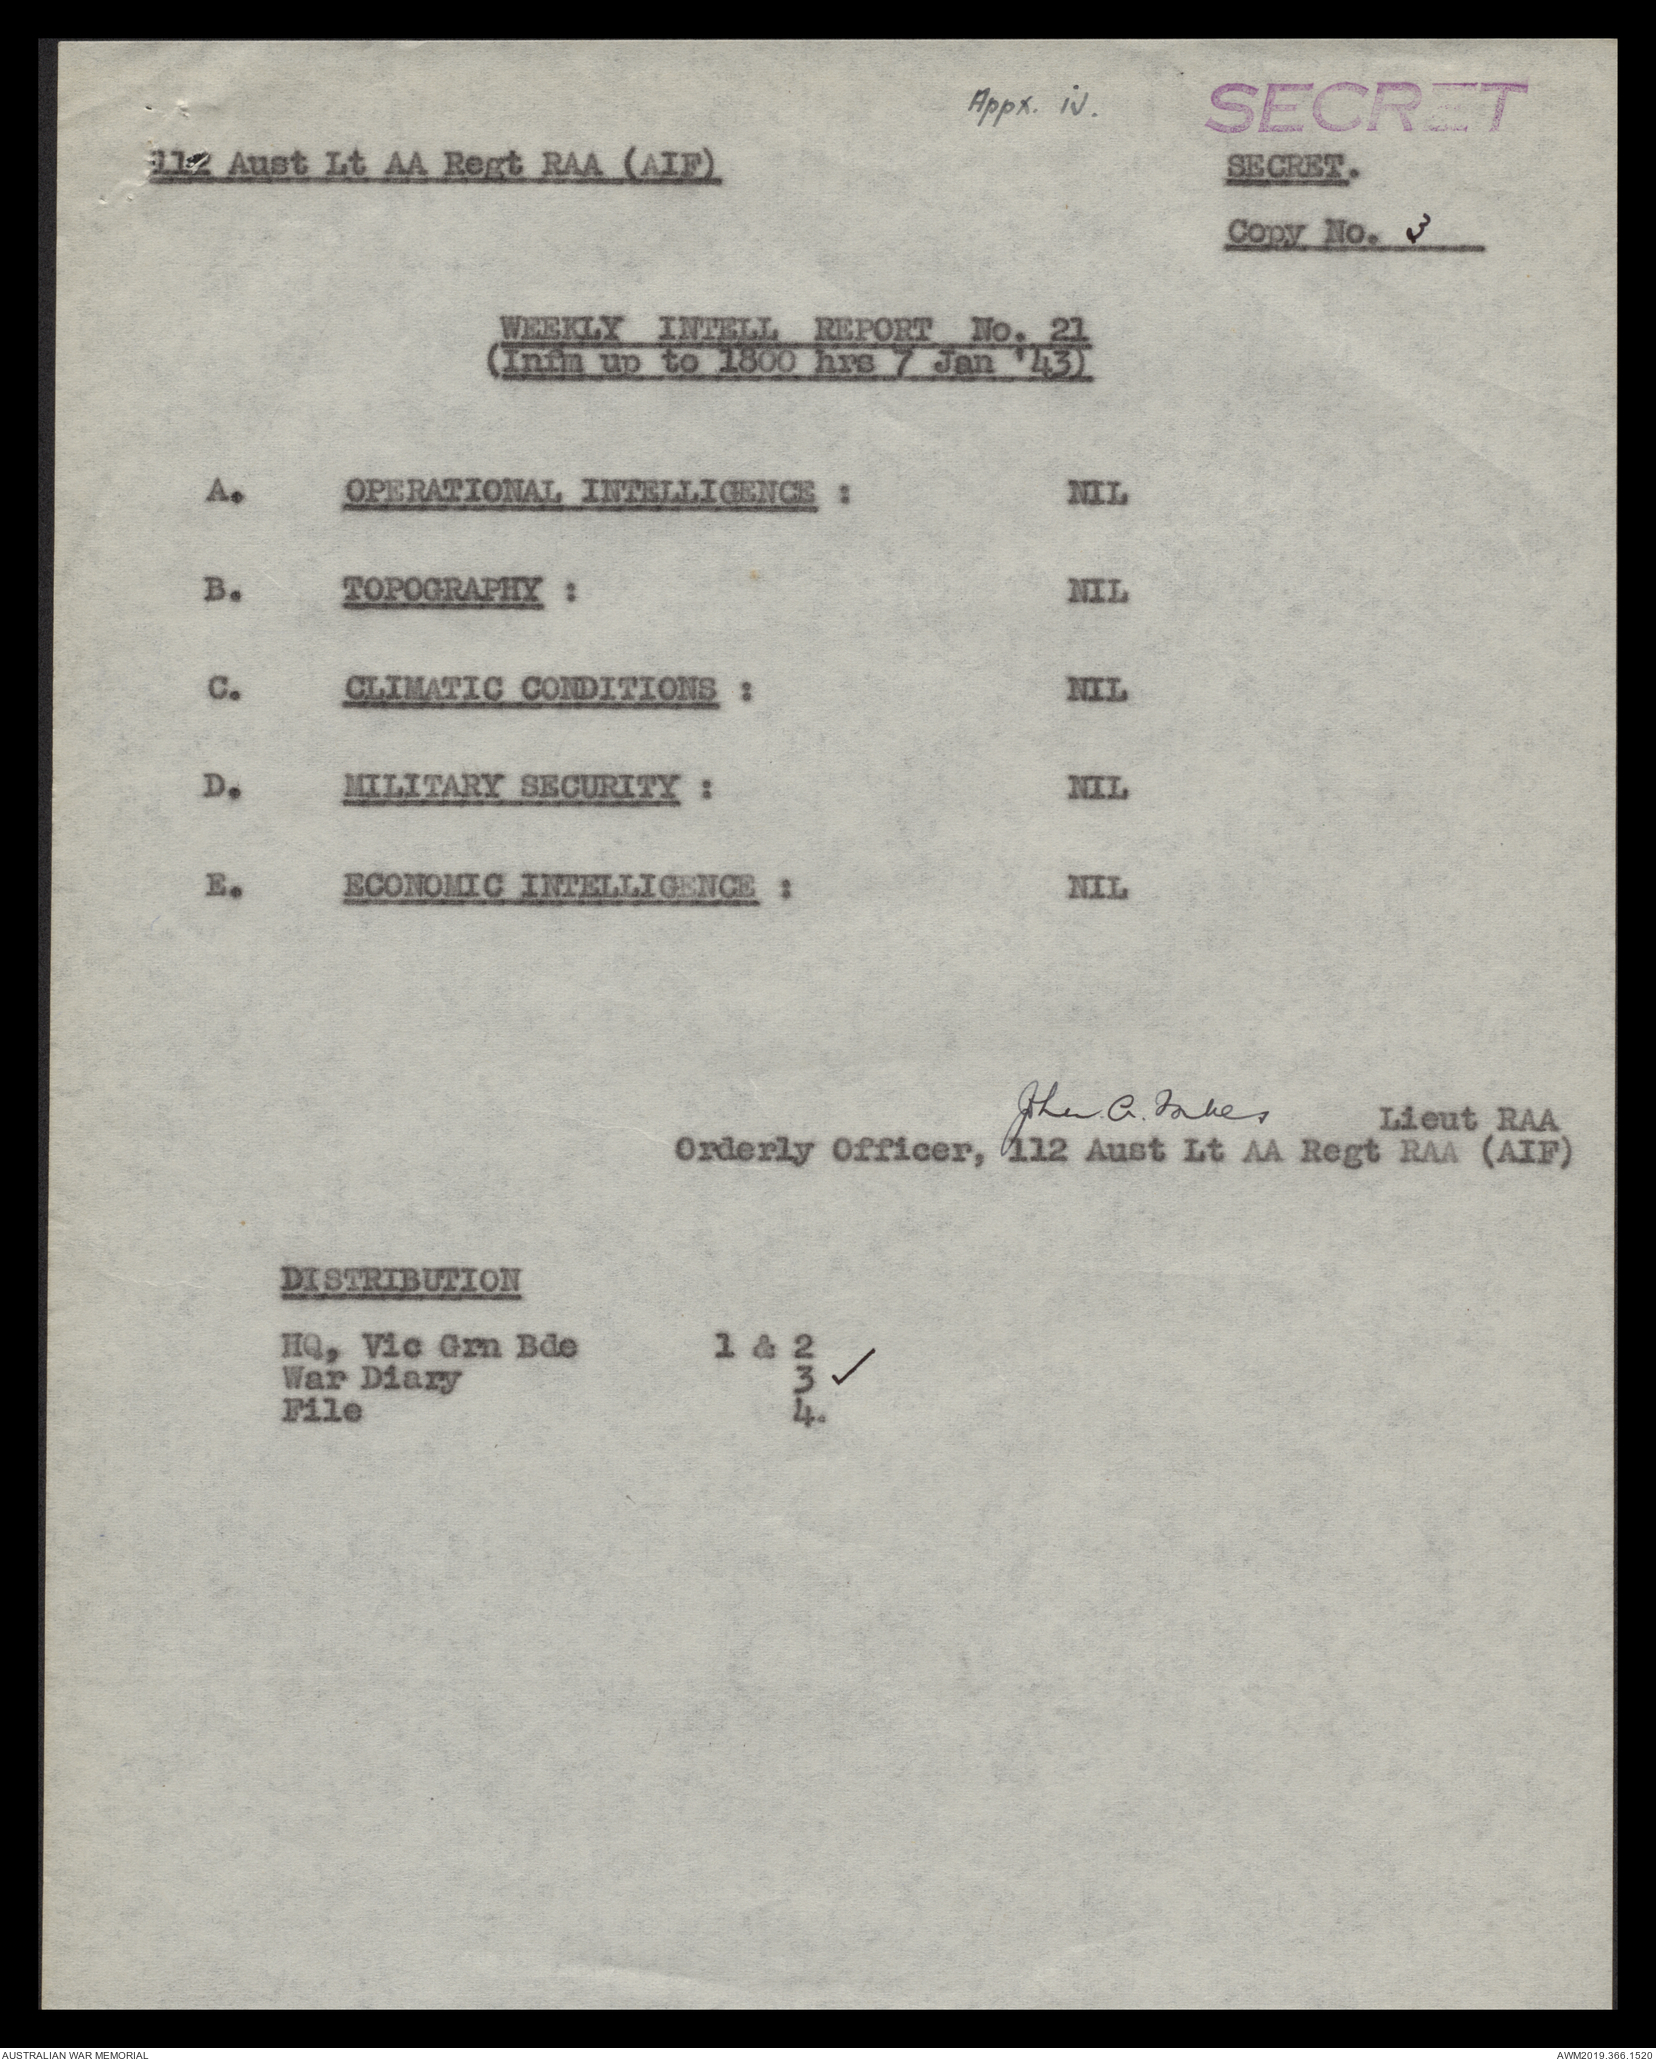 Appx. iv.
SECRET
112 Aust Lt AA Regt RAA (AIF)
SECRET.
Copy No. 3
WEEKLY INTELL REPORT No. 21
(Infm up to 1800 hrs 7 Jan '43)
A. OPERATIONAL INTELLIGENCE : NIL
B. TOPOGRAPHY : NIL
C. CLIMATIC CONDITIONS : NIL
D. MILITARY SECURITY : NIL
E. ECONOMIC INTELLIGENCE : NIL
John. G. Lieut RAA
Orderly Officer, 112 Aust Lt AA Regt RAA (AIF)
DISTRIBUTION
HQ, Vic Grn Bde 1 & 2
War Diary 3 ✓
File 4.
AUSTRALIAN WAR MEMORIAL
AWM2019.366.1520